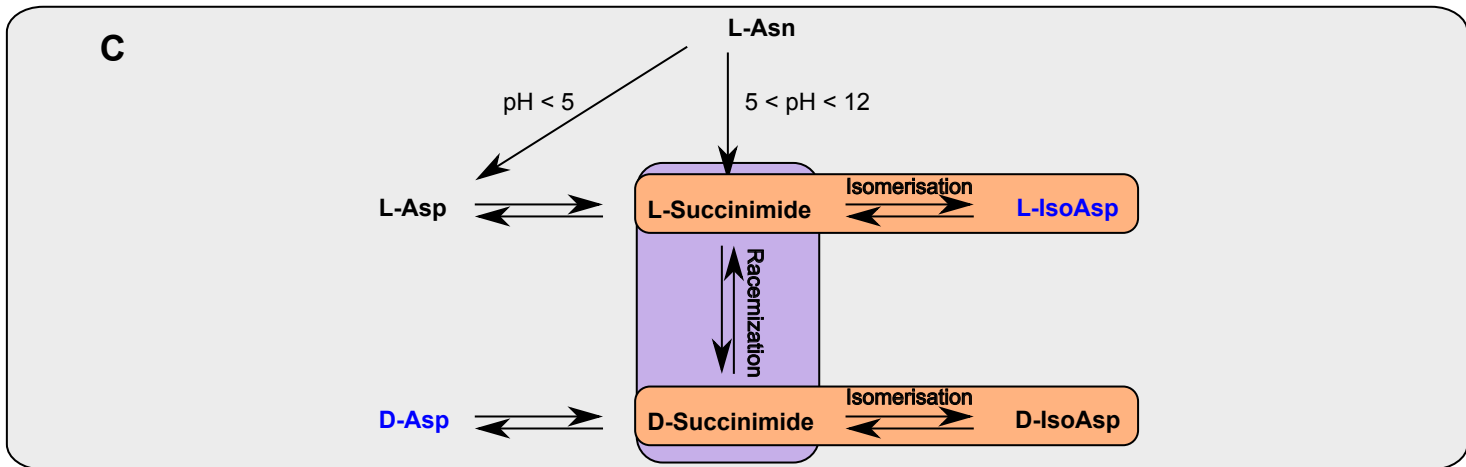 C
L-Asn
pH < 5
5 < pH < 12
L-Asp
L-Succinimide
Isomerisation
L-IsoAsp
Racemization
D-Asp
D-Succinimide
Isomerisation
D-IsoAsp